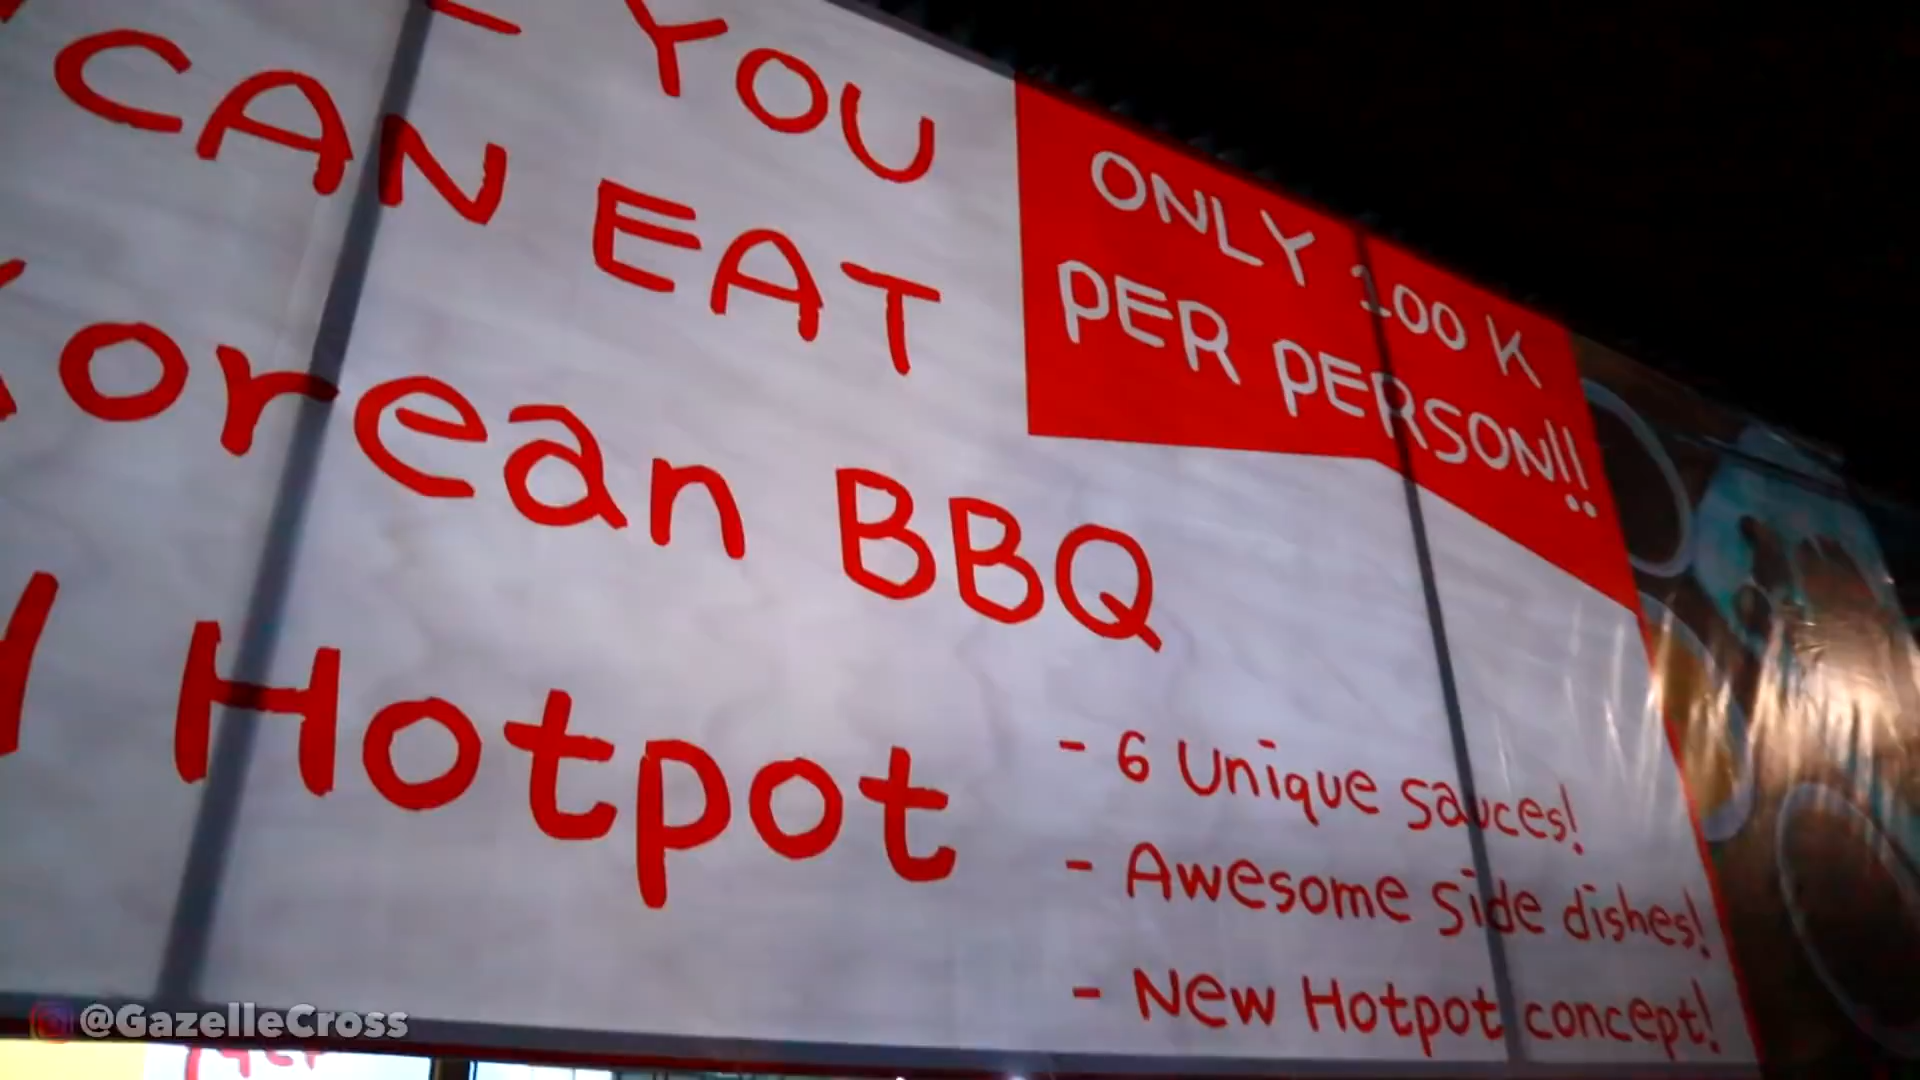 - YOU
CAN EAT
Korean BBQ
Hotpot
ONLY 100 K
PER PERSON!!
- 6 Unique sauces!
- Awesome side dishes!
- New Hotpot concept!
@GazelleCross